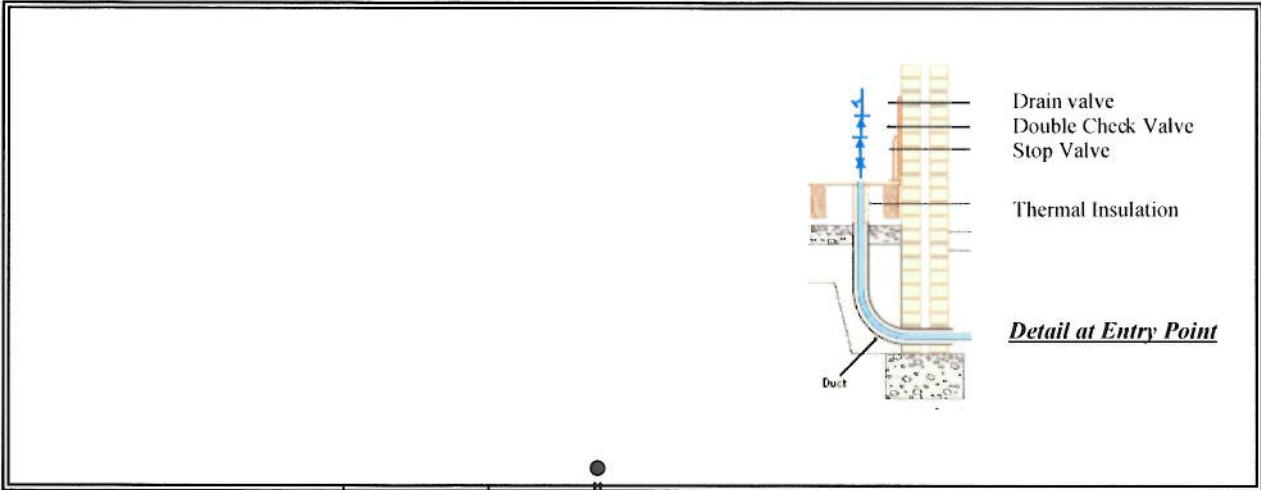 Drain valve
Double Check Valve
Stop Valve
Thermal Insulation
Detail at Entry Point
Duct